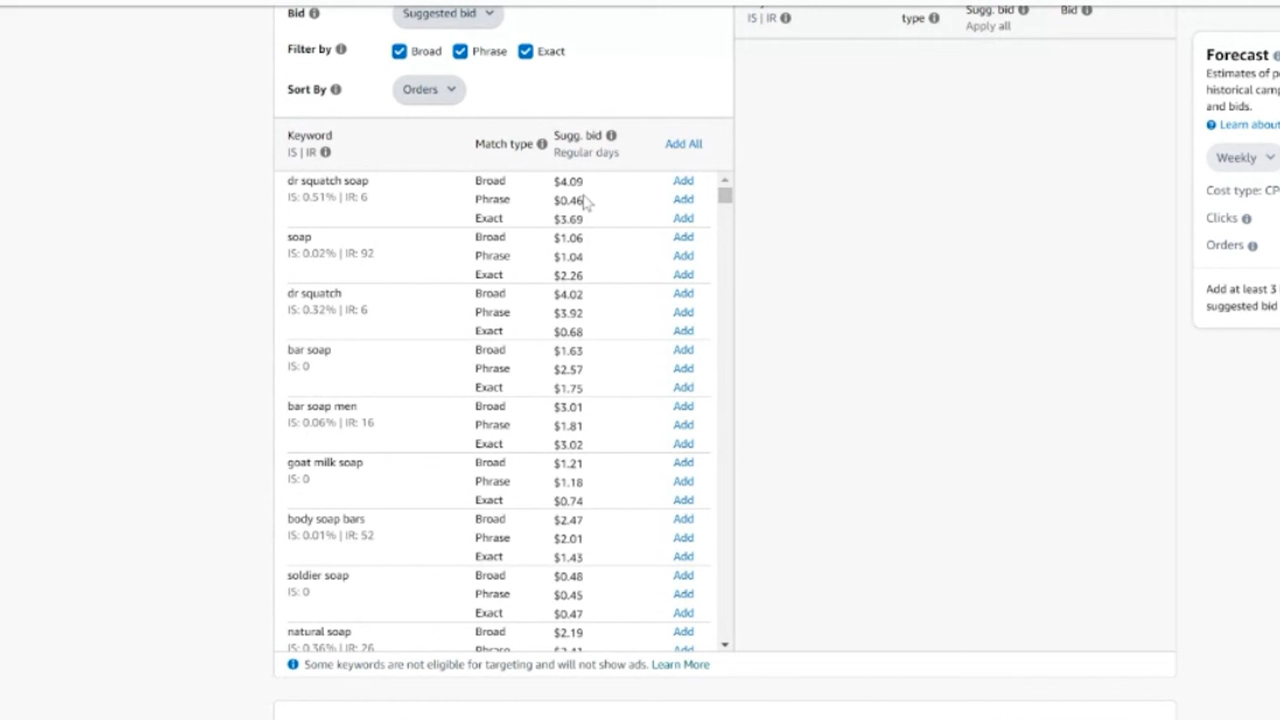 Bid
Suggested bid
Filter by
Broad
Phrase
Exact
Sort By
Orders
Keyword
IS | IR
Match type
Sugg. bid
Regular days
Add All
dr squatch soap
IS: 0.51% | IR: 6
Broad $4.09 Add
Phrase $0.46 Add
Exact $3.69 Add
soap
IS: 0.02% | IR: 92
Broad $1.06 Add
Phrase $1.04 Add
Exact $2.26 Add
dr squatch
IS: 0.32% | IR: 6
Broad $4.02 Add
Phrase $3.92 Add
Exact $0.68 Add
bar soap
IS: 0
Broad $1.63 Add
Phrase $2.57 Add
Exact $1.75 Add
bar soap men
IS: 0.06% | IR: 16
Broad $3.01 Add
Phrase $1.81 Add
Exact $3.02 Add
goat milk soap
IS: 0
Broad $1.21 Add
Phrase $1.18 Add
Exact $0.74 Add
body soap bars
IS: 0.01% | IR: 52
Broad $2.47 Add
Phrase $2.01 Add
Exact $1.43 Add
soldier soap
IS: 0
Broad $0.48 Add
Phrase $0.45 Add
Exact $0.47 Add
natural soap
IS: 0.36% | IR: 26
Broad $2.19 Add
Some keywords are not eligible for targeting and will not show ads. Learn More
IS | IR
type
Sugg. bid
Apply all
Bid
Forecast
Estimates of p
historical camp
and bids.
Learn about
Weekly
Cost type: CP
Clicks
Orders
Add at least 3
suggested bid